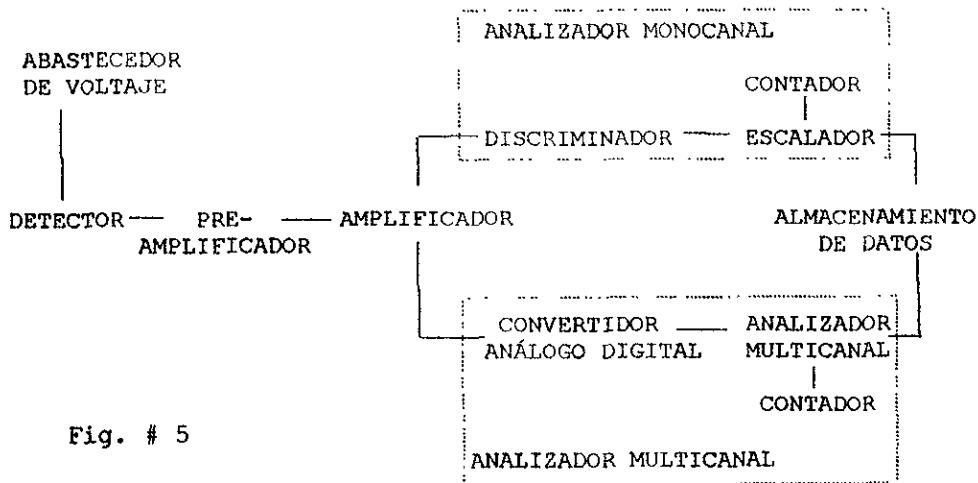 ANALIZADOR MONOCANAL
ABASTECEDOR
DE VOLTAJE
CONTADOR
DISCRIMINADOR
ESCALADOR
DETECTOR
PRE-
AMPLIFICADOR
AMPLIFICADOR
ALMACENAMIENTO
DE DATOS
CONVERTIDOR
ANÁLOGO DIGITAL
ANALIZADOR
MULTICANAL
CONTADOR
Fig. # 5
ANALIZADOR MULTICANAL